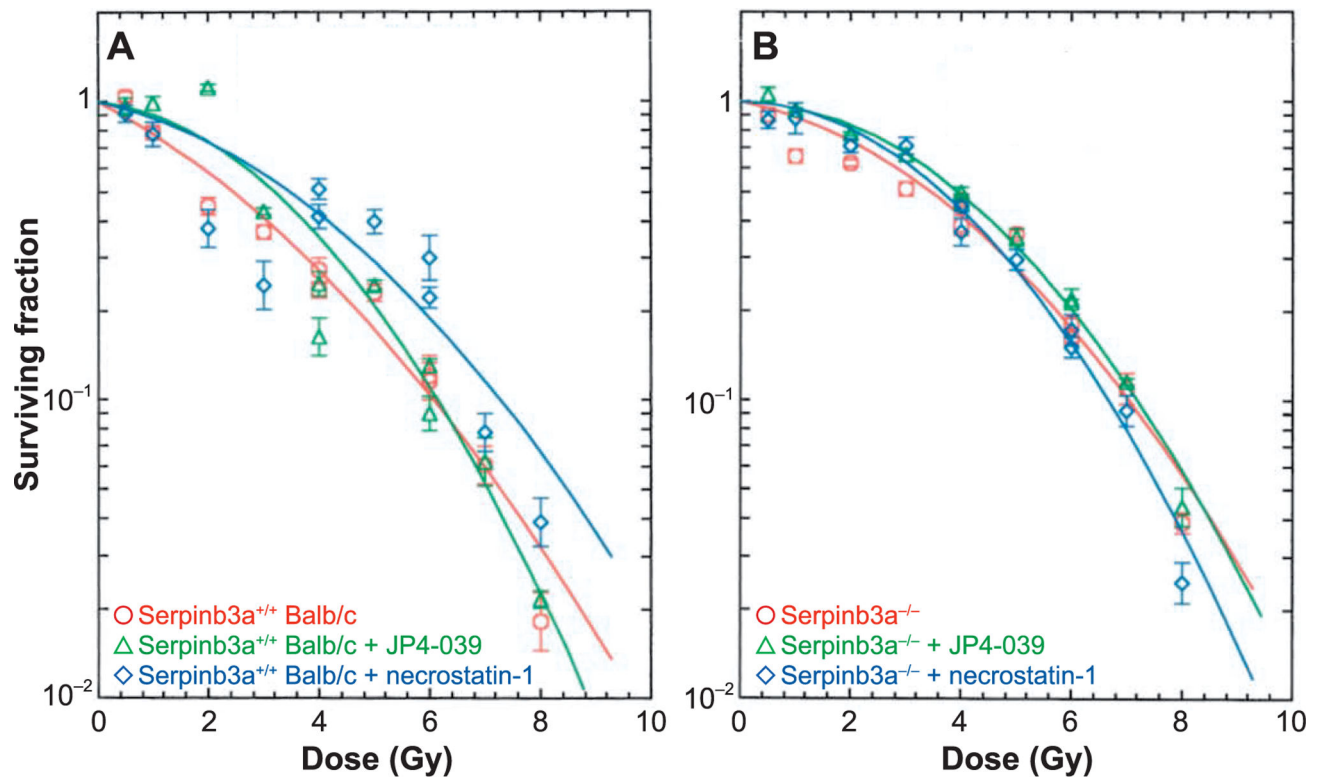 A
B
Surviving fraction
1
10⁻¹
10⁻²
1
10⁻¹
10⁻²
Serpinb3a⁺/⁺ Balb/c
Serpinb3a⁺/⁺ Balb/c + JP4-039
Serpinb3a⁺/⁺ Balb/c + necrostatin-1
Serpinb3a⁻/⁻
Serpinb3a⁻/⁻ + JP4-039
Serpinb3a⁻/⁻ + necrostatin-1
0 2 4 6 8 10
0 2 4 6 8 10
Dose (Gy)
Dose (Gy)